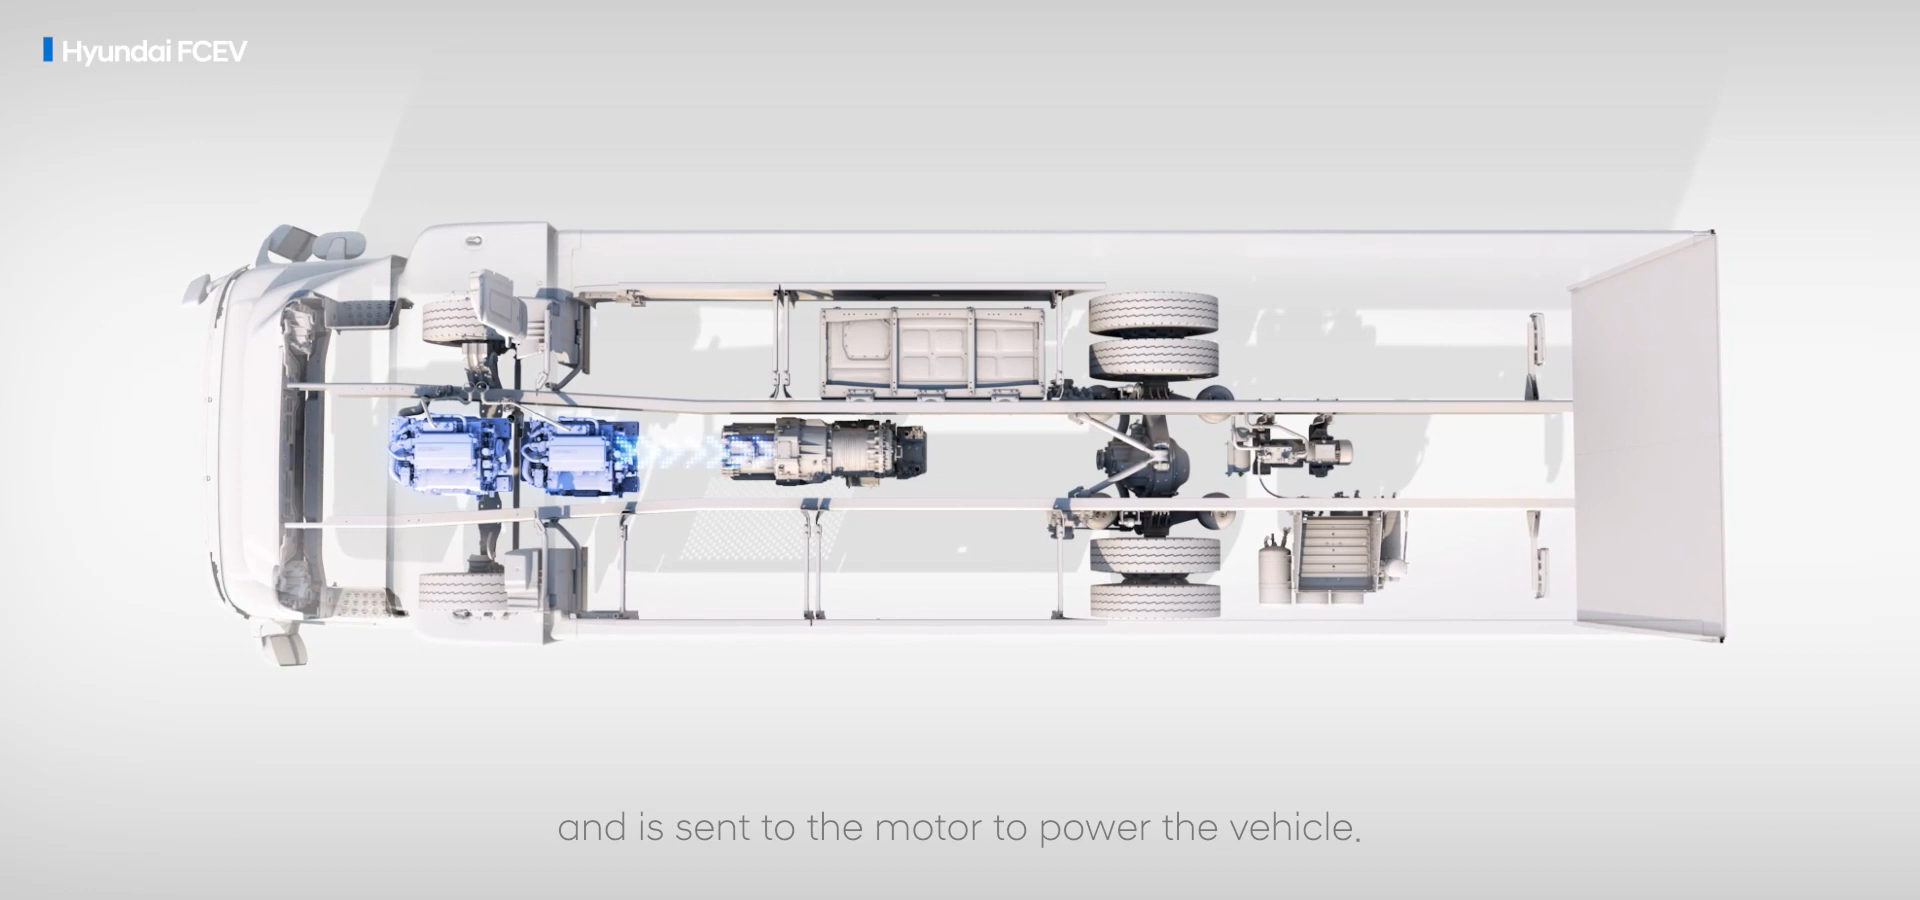 Hyundai FCEV
and is sent to the motor to power the vehicle.